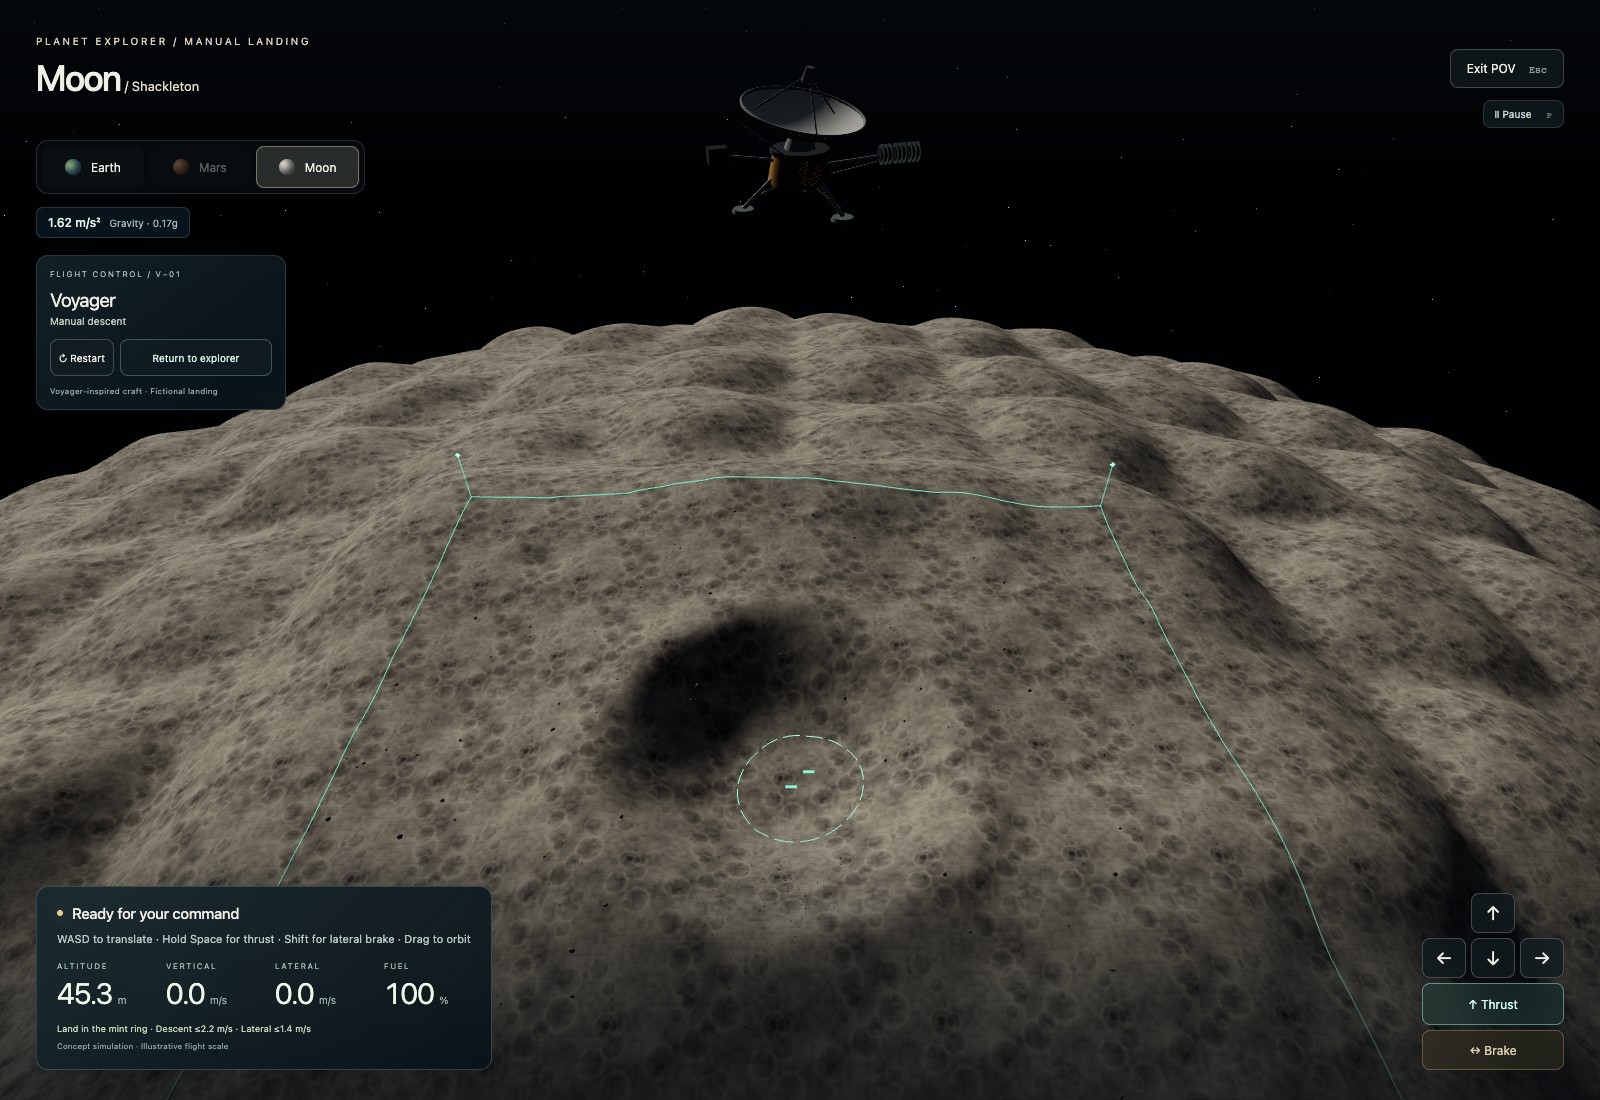 PLANET EXPLORER / MANUAL LANDING
Moon / Shackleton
Exit POV Esc
II Pause P
Earth Mars Moon
1.62 m/s² Gravity · 0.17g
FLIGHT CONTROL / V-01
Voyager
Manual descent
↻ Restart Return to explorer
Voyager-inspired craft · Fictional landing
Ready for your command
WASD to translate · Hold Space for thrust · Shift for lateral brake · Drag to orbit
ALTITUDE VERTICAL LATERAL FUEL
45.3 m 0.0 m/s 0.0 m/s 100 %
Land in the mint ring · Descent ≤2.2 m/s · Lateral ≤1.4 m/s
Concept simulation · Illustrative flight scale
↑
← ↓ →
↑ Thrust
↔ Brake